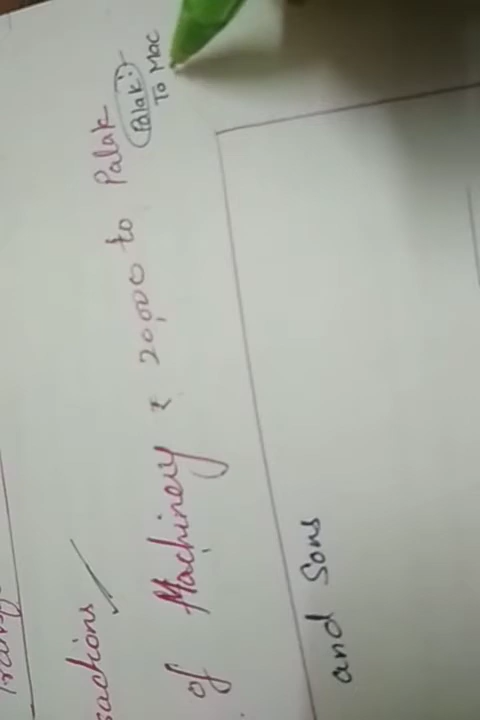 sactions ✓
of Machinery ₹ 20,000 to Palak
Palak:-
To Mac
and Sons